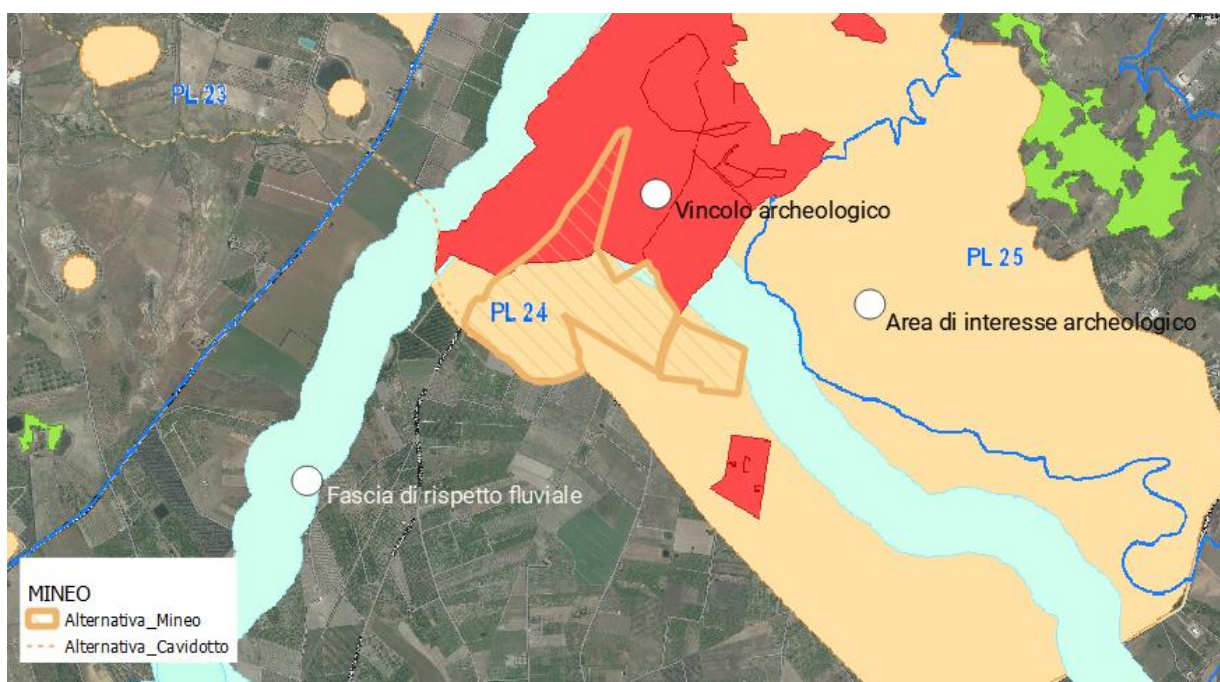 PL 23
Vincolo archeologico
PL 25
PL 24
Area di interesse archeologico
Fascia di rispetto fluviale
MINEO
Alternativa_Mineo
Alternativa_Cavidotto